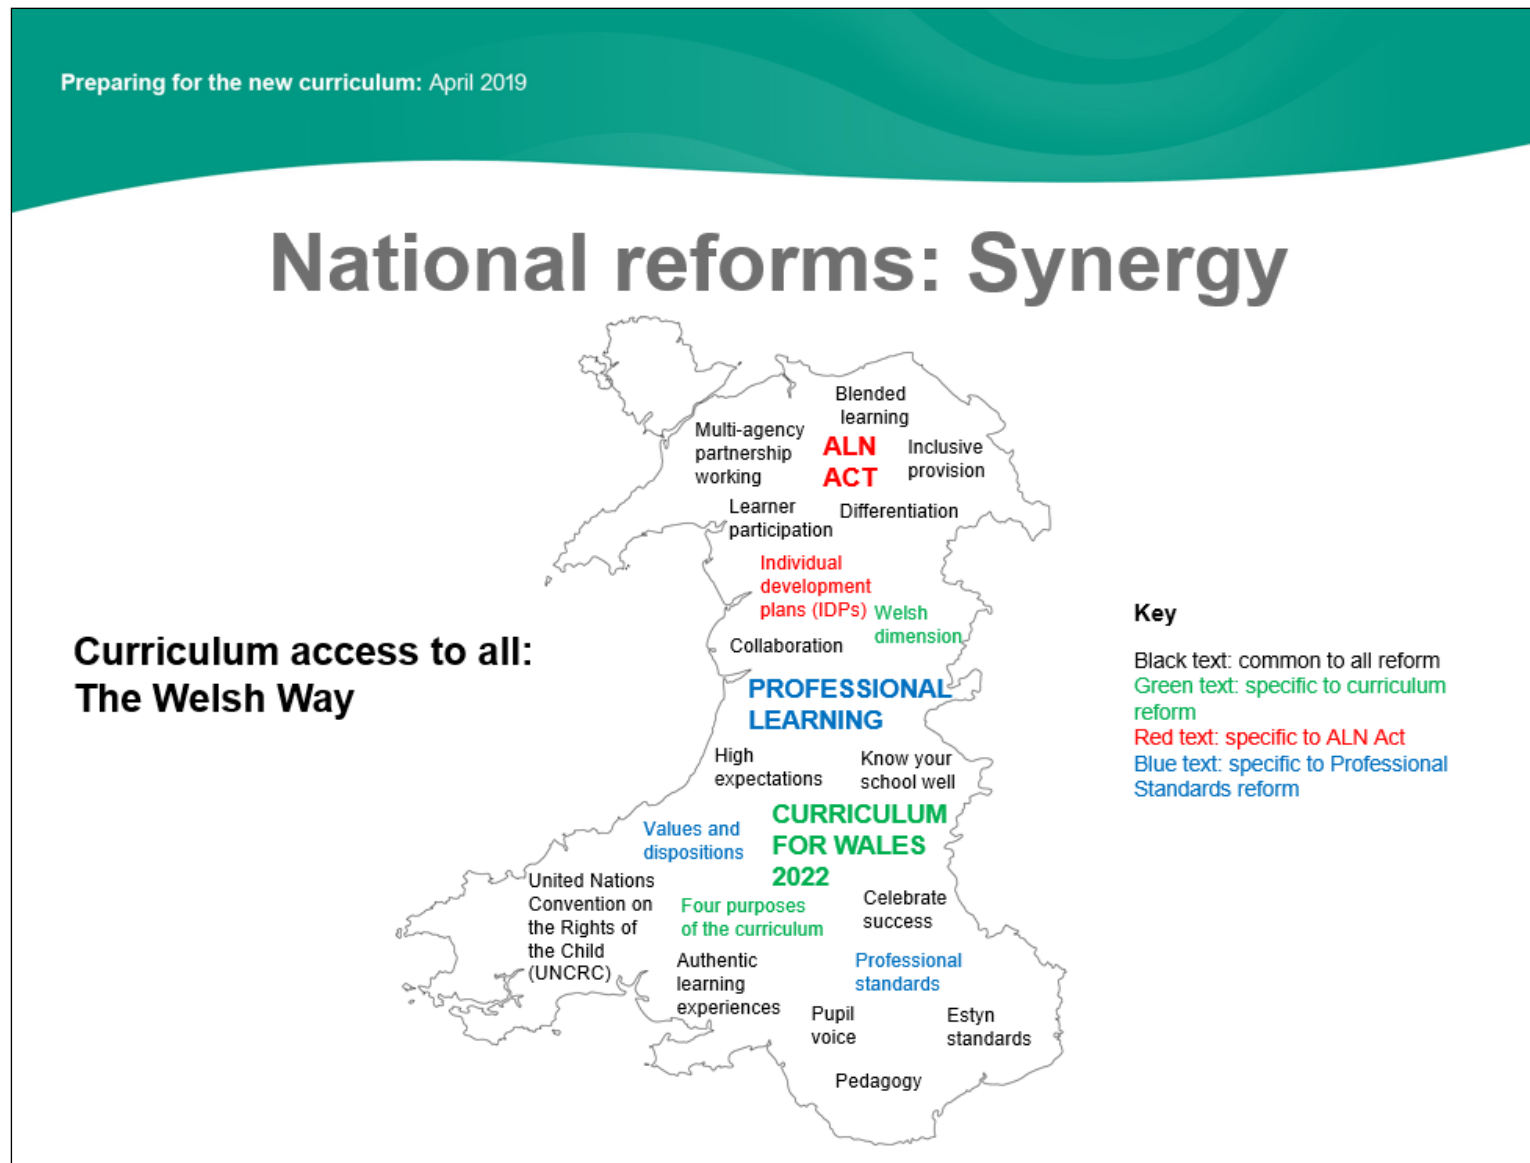 Preparing for the new curriculum: April 2019
National reforms: Synergy
Curriculum access to all:
The Welsh Way
Blended
learning
Multi-agency
partnership
working
ALN
ACT
Inclusive
provision
Learner
participation
Differentiation
Individual
development
plans (IDPs)
Welsh
dimension
Collaboration
PROFESSIONAL
LEARNING
High
expectations
Know your
school well
CURRICULUM
FOR WALES
2022
Values and
dispositions
United Nations
Convention on
the Rights of
the Child
(UNCRC)
Four purposes
of the curriculum
Celebrate
success
Authentic
learning
experiences
Professional
standards
Pupil
voice
Estyn
standards
Pedagogy
Key
Black text: common to all reform
Green text: specific to curriculum
reform
Red text: specific to ALN Act
Blue text: specific to Professional
Standards reform